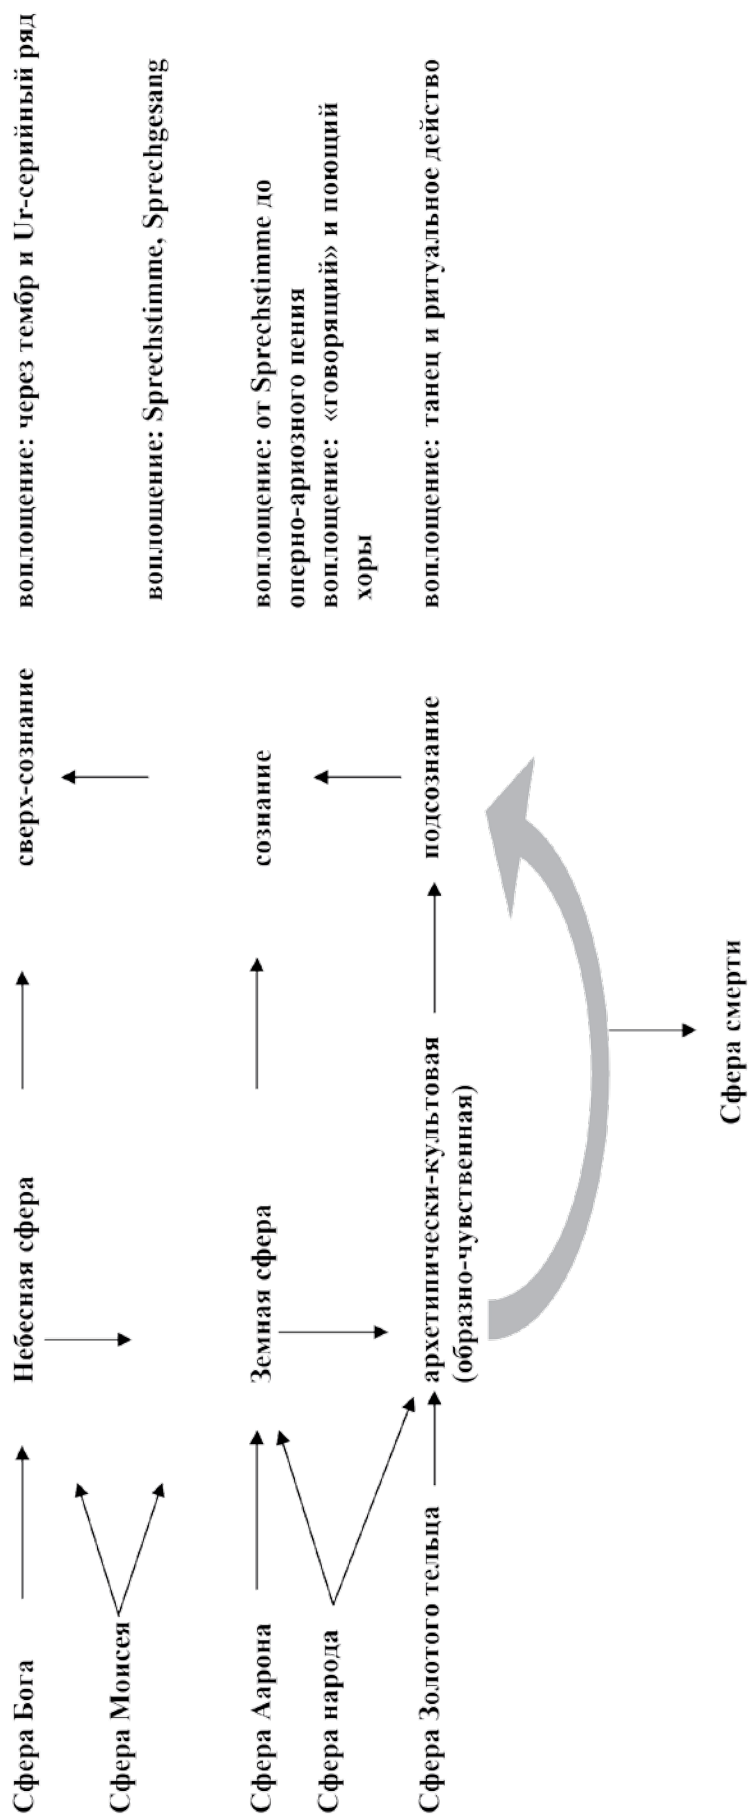 Сфера Бога
Небесная сфера
сверх-сознание
воплощение: через тембр и Ur-серийный ряд
Сфера Моисея
воплощение: Sprechstimme, Sprechgesang
Сфера Аарона
Земная сфера
сознание
воплощение: от Sprechstimme до
оперно-ариозного пения
Сфера народа
воплощение: «говорящий» и поющий
хоры
Сфера Золотого тельца
архетипически-культовая
(образно-чувственная)
подсознание
воплощение: танец и ритуальное действо
Сфера смерти